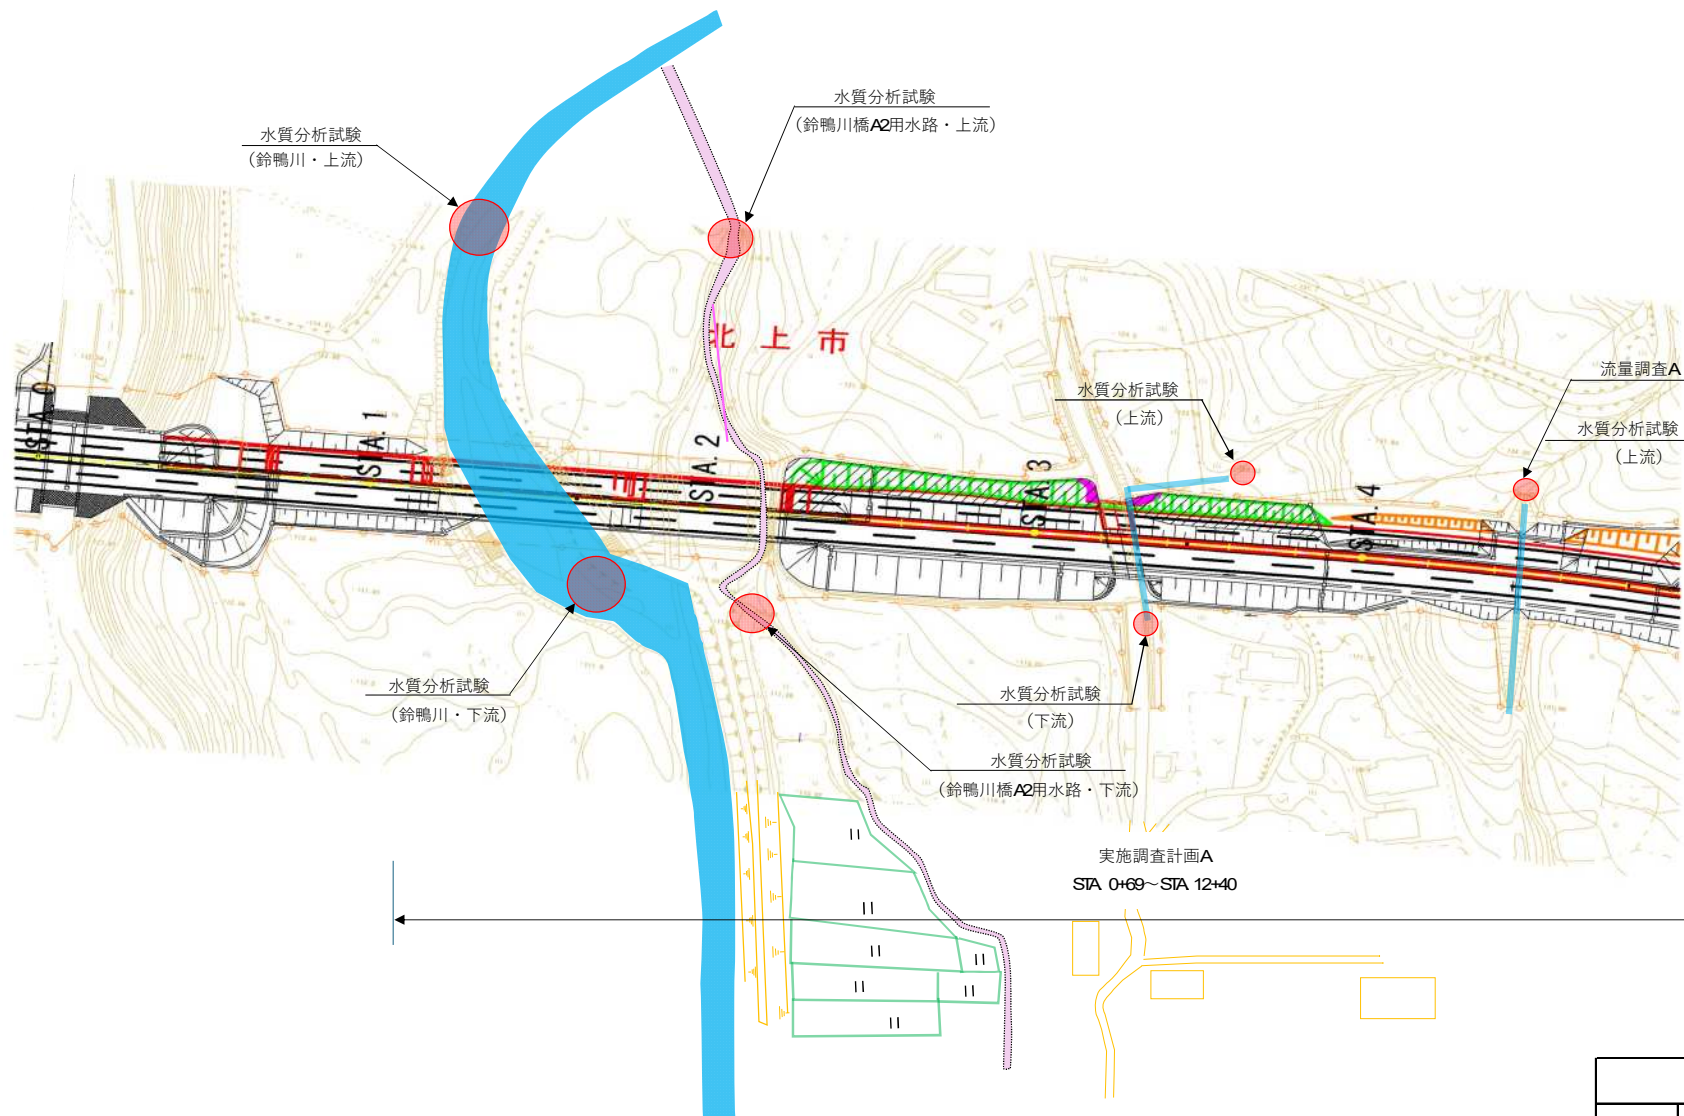 水質分析試験
（鈴鴨川橋A2用水路・上流）
水質分析試験
（鈴鴨川・上流）
北上市
流量調査A
水質分析試験
（上流）
水質分析試験
（上流）
STA.0
STA.1
STA.2
STA.3
STA.4
水質分析試験
（鈴鴨川・下流）
水質分析試験
（下流）
水質分析試験
（鈴鴨川橋A2用水路・下流）
実施調査計画A
STA 0+69～STA 12+40